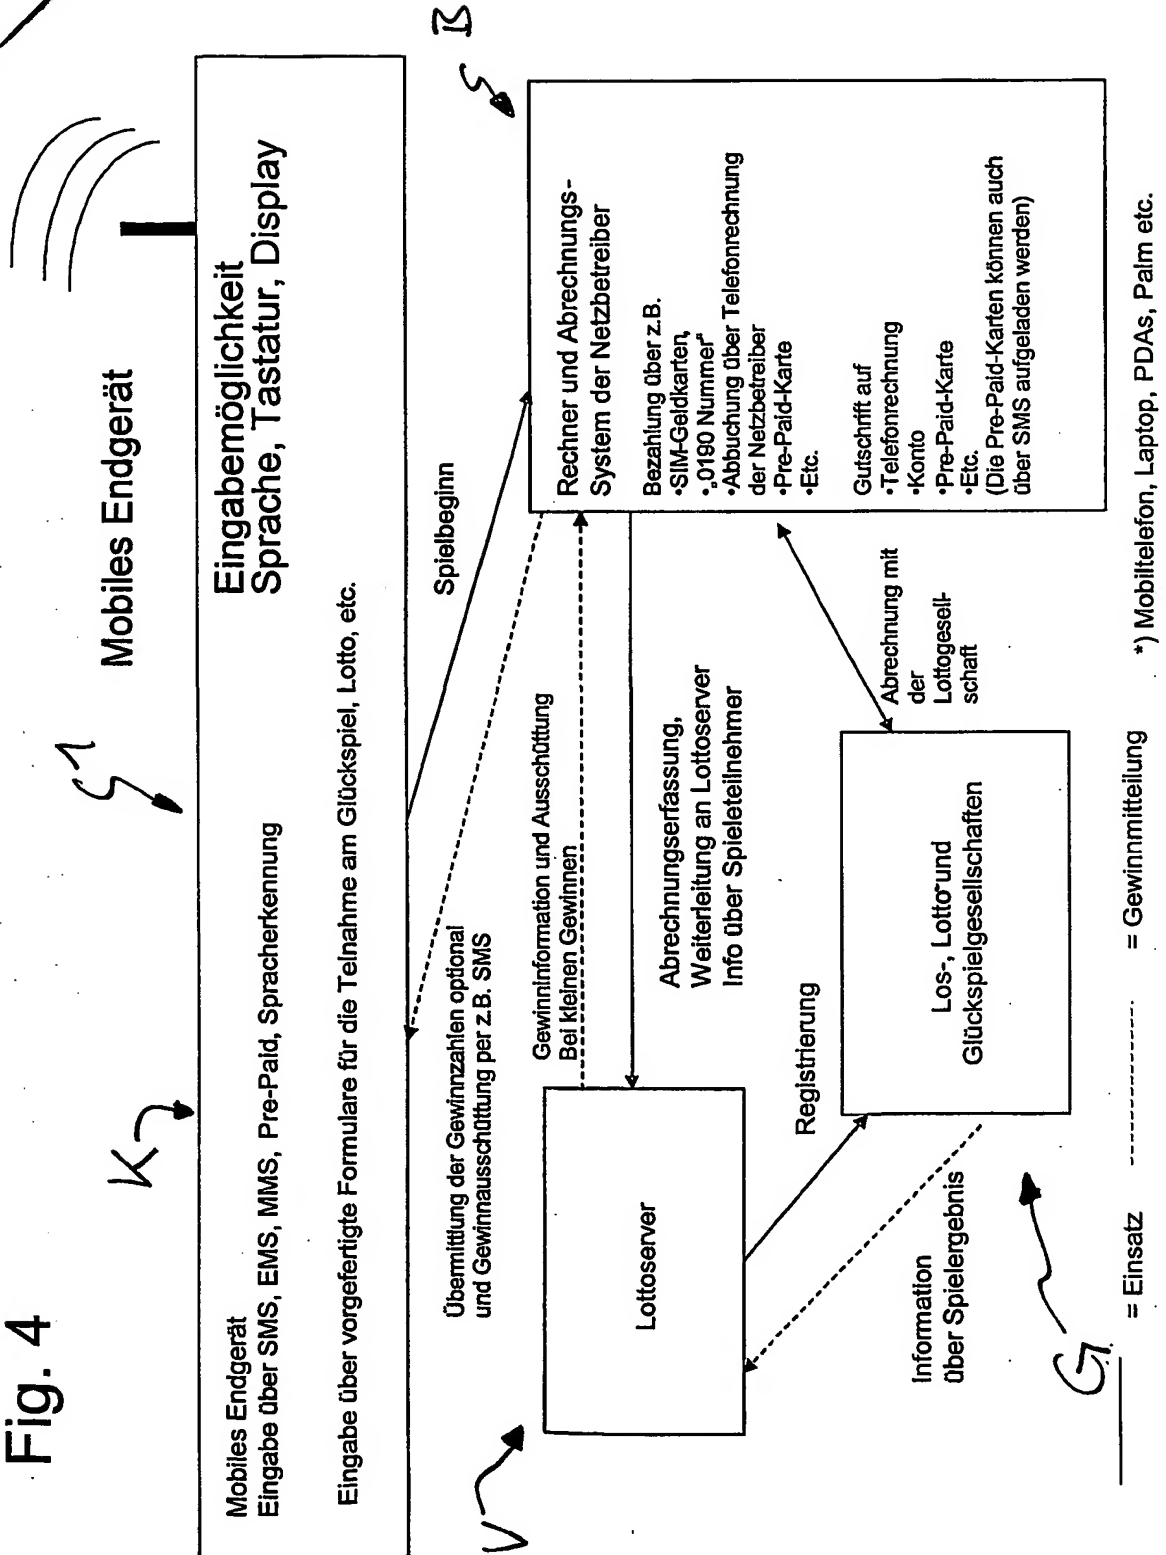 Fig. 4
Mobiles Endgerät
1
K
Mobiles Endgerät
Eingabe über SMS, EMS, MMS, Pre-Paid, Spracherkennung
Eingabe über vorgefertigte Formulare für die Telnahme am Glückspiel, Lotto, etc.
Eingabemöglichkeit
Sprache, Tastatur, Display
B
Spielbeginn
Übermittlung der Gewinnzahlen optional
und Gewinnausschüttung per z.B. SMS
V
Lottoserver
Gewinninformation und Ausschüttung
Bei kleinen Gewinnen
Abrechnungserfassung,
Weiterleitung an Lottoserver
Info über Spieleteilnehmer
Rechner und Abrechnungs-
System der Netzbetreiber
Bezahlung über z.B.
•SIM-Geldkarten,
•„0190 Nummer“
•Abbuchung über Telefonrechnung
der Netzbetreiber
•Pre-Paid-Karte
•Etc.
Gutschrift auf
•Telefonrechnung
•Konto
•Pre-Paid-Karte
•Etc.
(Die Pre-Paid-Karten können auch
über SMS aufgeladen werden)
Registrierung
Abrechnung mit
der
Lottogesell-
schaft
Los-, Lotto-und
Glückspielgesellschaften
Information
über Spielergebnis
G
= Einsatz
= Gewinnmitteilung
*) Mobiltelefon, Laptop, PDAs, Palm etc.